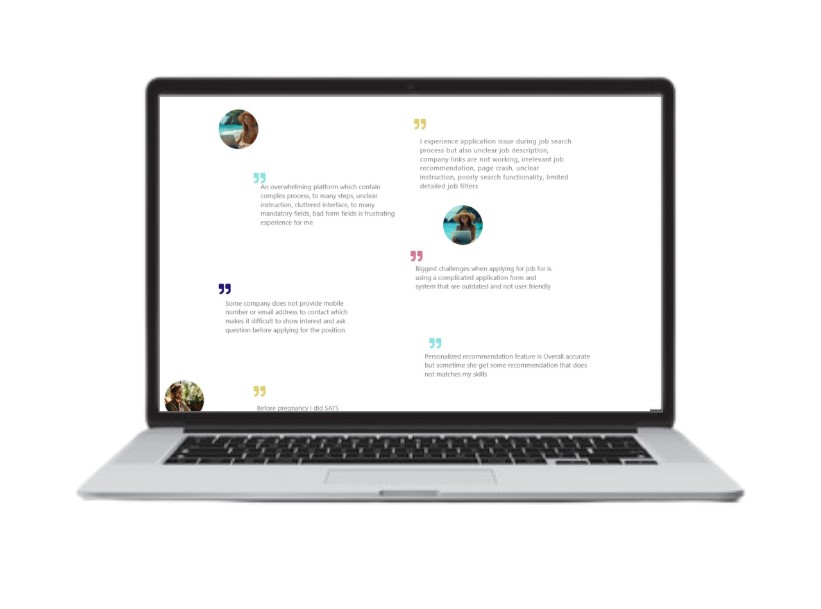 An overwhelming platform which contain
complex process, to many steps, unclear
instruction, cluttered interface, to many
mandatory fields, bad form fields is frustrating
experience for me
Some company does not provide mobile
number or email address to contact which
makes it difficult to show interest and ask
question before applying for the position
Before pregnancy I did SATS
I experience application issue during job search
process but also unclear job description,
company links are not working, irrelevant job
recommendation, page crash, unclear
instruction, poorly search functionality, limited
detailed job filters
Biggest challenges when applying for job for is
using a complicated application form and
system that are outdated and not user friendly
Personalized recommendation feature is Overall accurate
but sometime she get some recommendation that does
not matches my skills